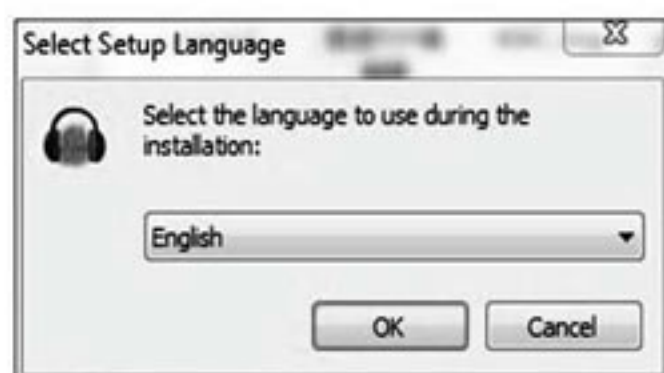 Select Setup Language
Select the language to use during the
installation:
English
OK
Cancel